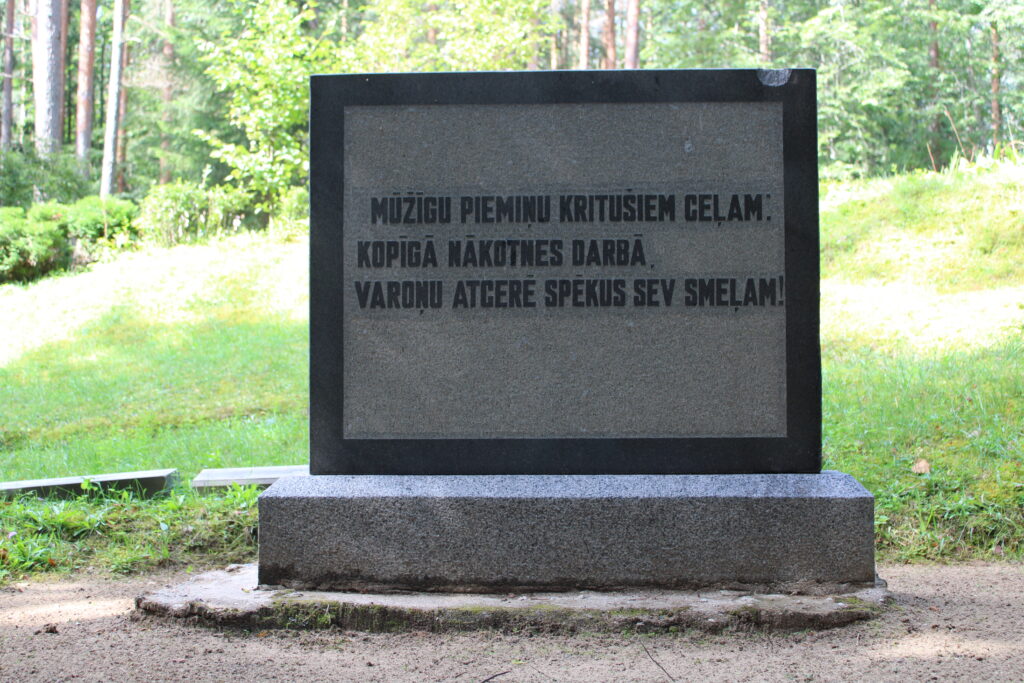 MŪŽĪGU PIEMIŅU KRITUŠIEM CEĻAM:
KOPĪGĀ NĀKOTNES DARBĀ,
VAROŅU ATCERĒ SPĒKUS SEV SMEĻAM!